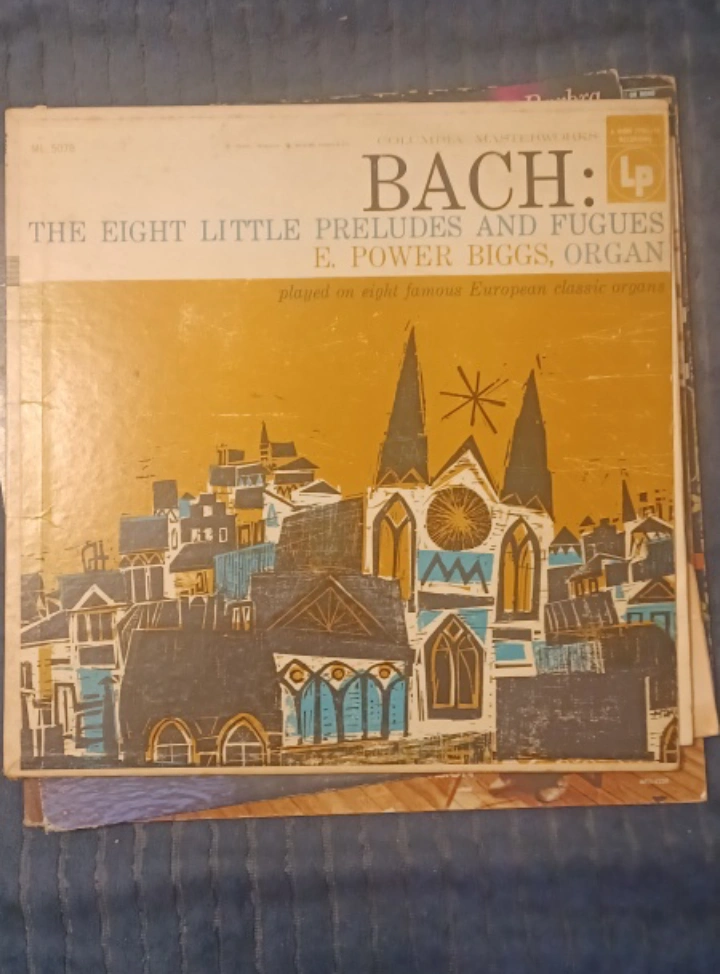 Barbra
ML 5078
COLUMBIA MASTERWORKS
Lp
BACH:
THE EIGHT LITTLE PRELUDES AND FUGUES
E. POWER BIGGS, ORGAN
played on eight famous European classic organs